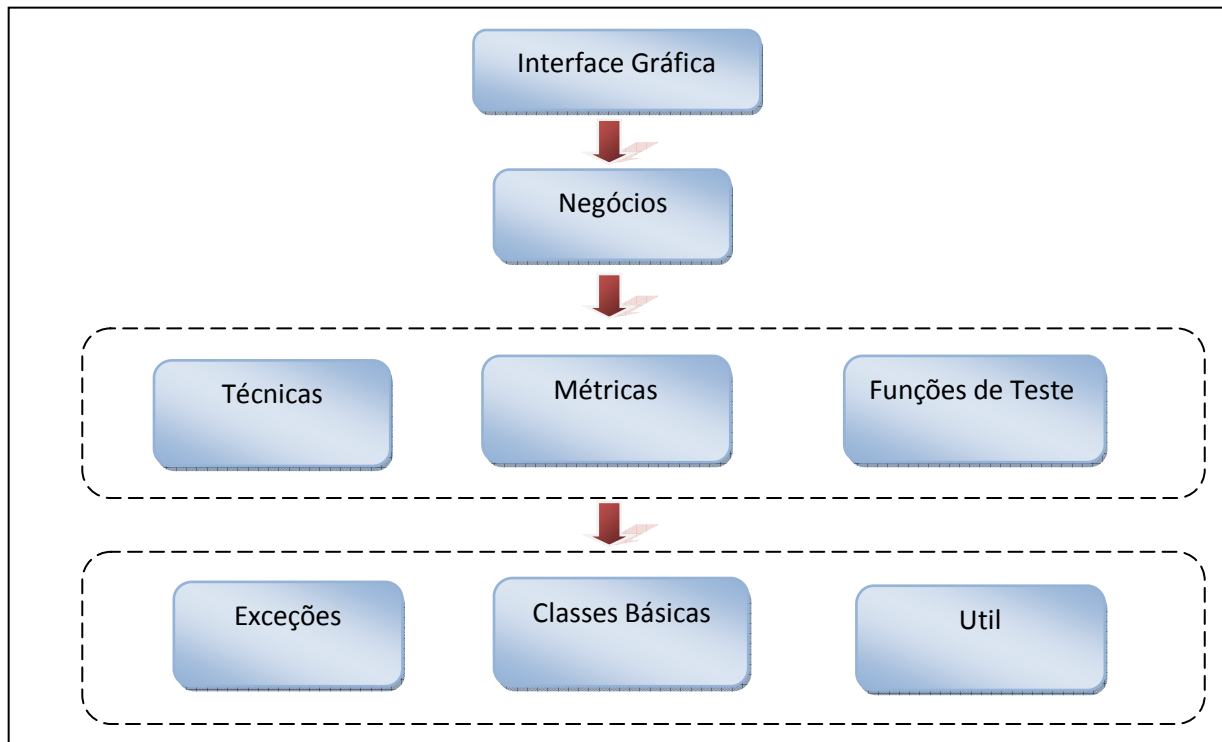 Interface Gráfica
Negócios
Técnicas
Métricas
Funções de Teste
Exceções
Classes Básicas
Util